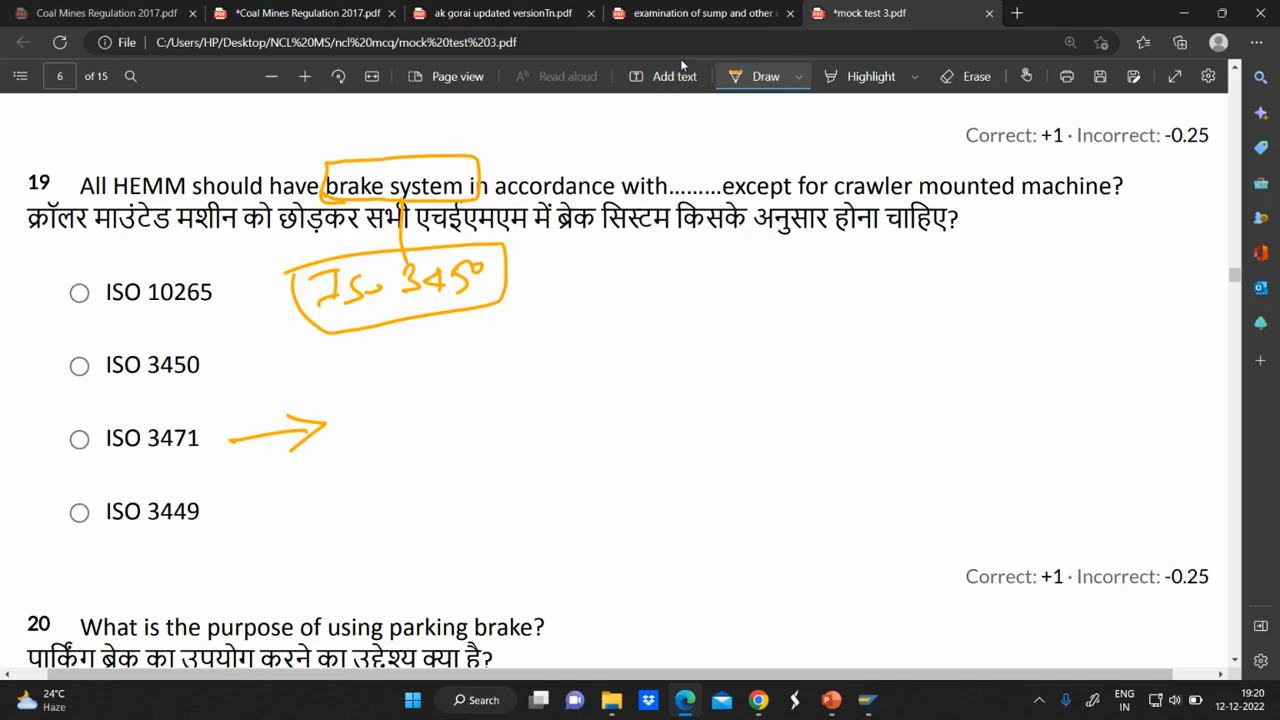 Coal Mines Regulation 2017.pdf
*Coal Mines Regulation 2017.pdf
ak gorai updated versionTn.pdf
examination of sump and other i
*mock test 3.pdf
File
C:/Users/HP/Desktop/NCL%20MS/ncl%20mcq/mock%20test%203.pdf
6 of 15
Page view
Read aloud
Add text
Draw
Highlight
Erase
Correct: +1 · Incorrect: -0.25
19 All HEMM should have brake system in accordance with.........except for crawler mounted machine?
क्रॉलर माउंटेड मशीन को छोड़कर सभी एचईएमएम में ब्रेक सिस्टम किसके अनुसार होना चाहिए?
ISO 10265
Iso 3450
ISO 3450
ISO 3471
ISO 3449
Correct: +1 · Incorrect: -0.25
20 What is the purpose of using parking brake?
पार्किंग ब्रेक का उपयोग करने का उद्देश्य क्या है?
24°C
Haze
Search
ENG
IN
19:20
12-12-2022